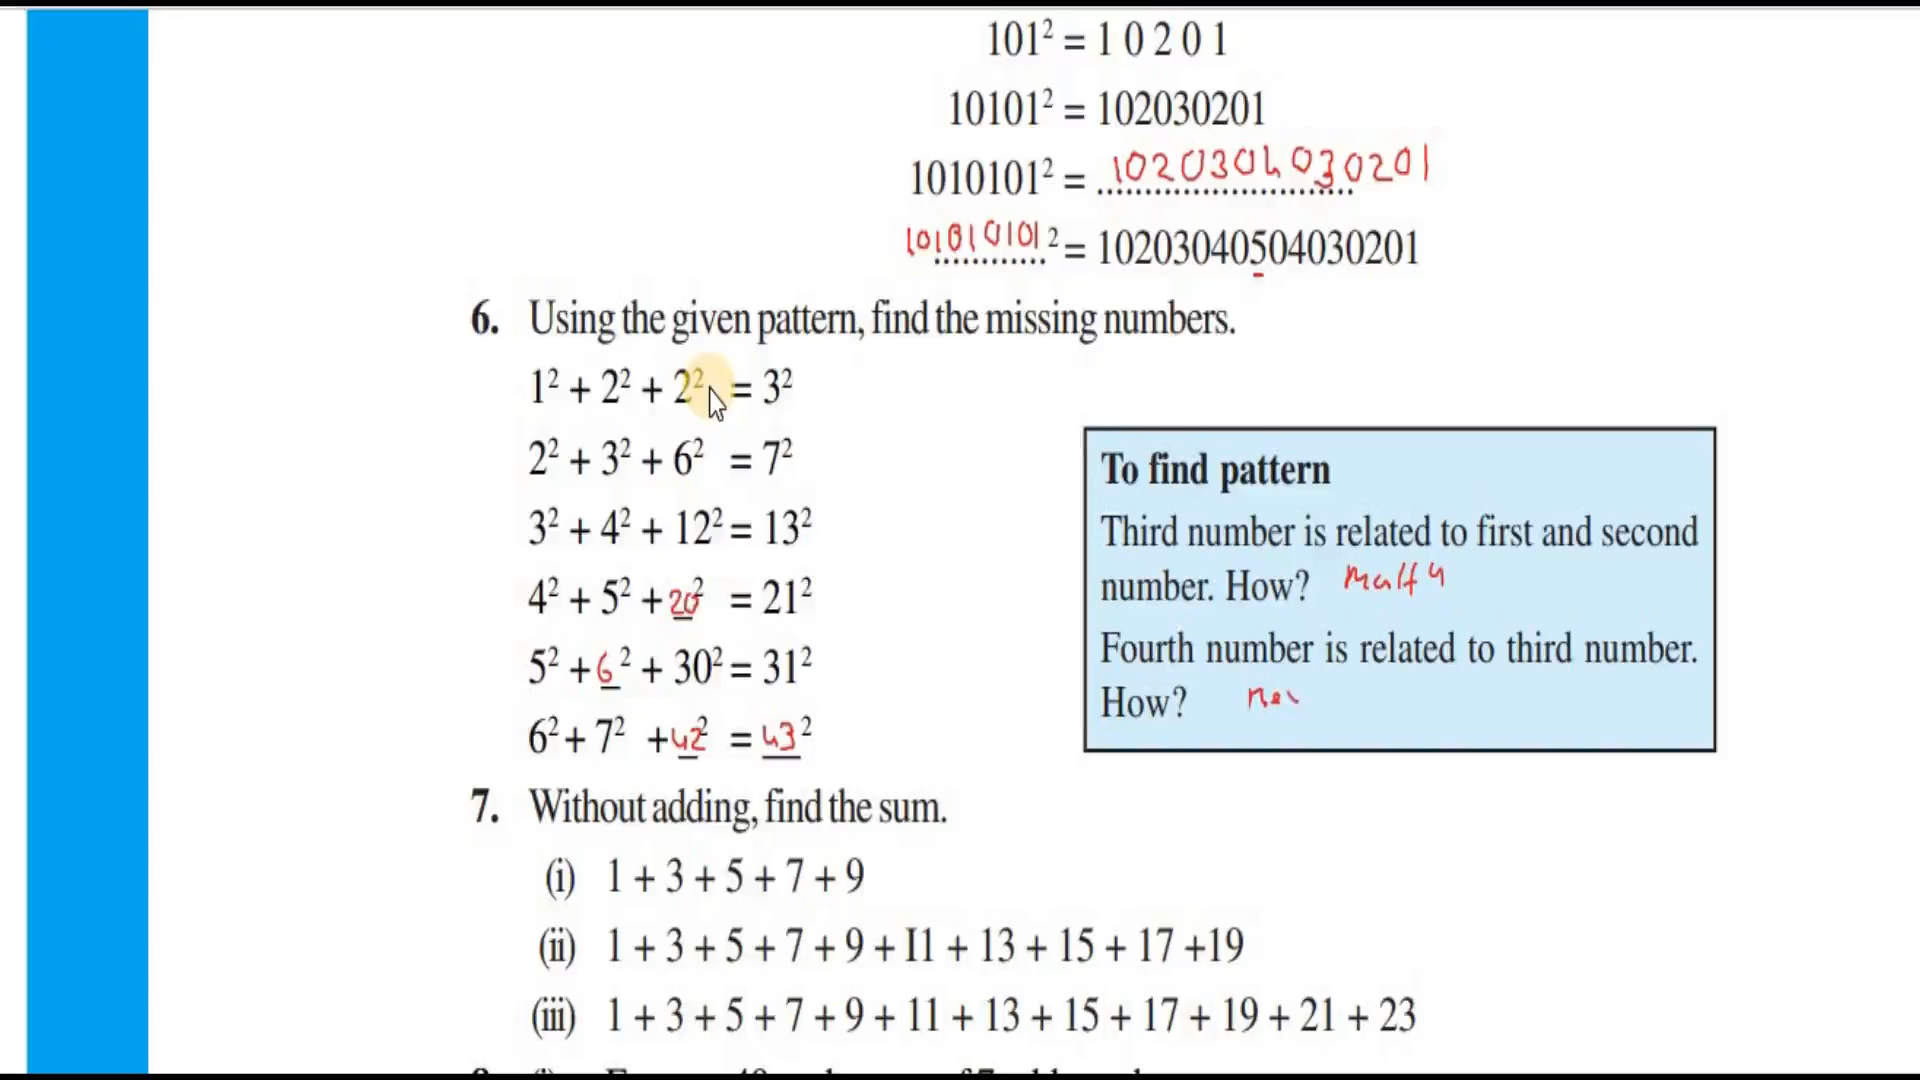 101² = 1 0 2 0 1
10101² = 102030201
1010101² = 1020304030201
101010101² = 10203040504030201
6. Using the given pattern, find the missing numbers.
1² + 2² + 2² = 3²
2² + 3² + 6² = 7²
3² + 4² + 12² = 13²
4² + 5² + 20² = 21²
5² + 6² + 30² = 31²
6² + 7² + 42² = 43²
To find pattern
Third number is related to first and second
number. How?
Fourth number is related to third number.
How?
7. Without adding, find the sum.
(i) 1 + 3 + 5 + 7 + 9
(ii) 1 + 3 + 5 + 7 + 9 + I1 + 13 + 15 + 17 +19
(iii) 1 + 3 + 5 + 7 + 9 + 11 + 13 + 15 + 17 + 19 + 21 + 23